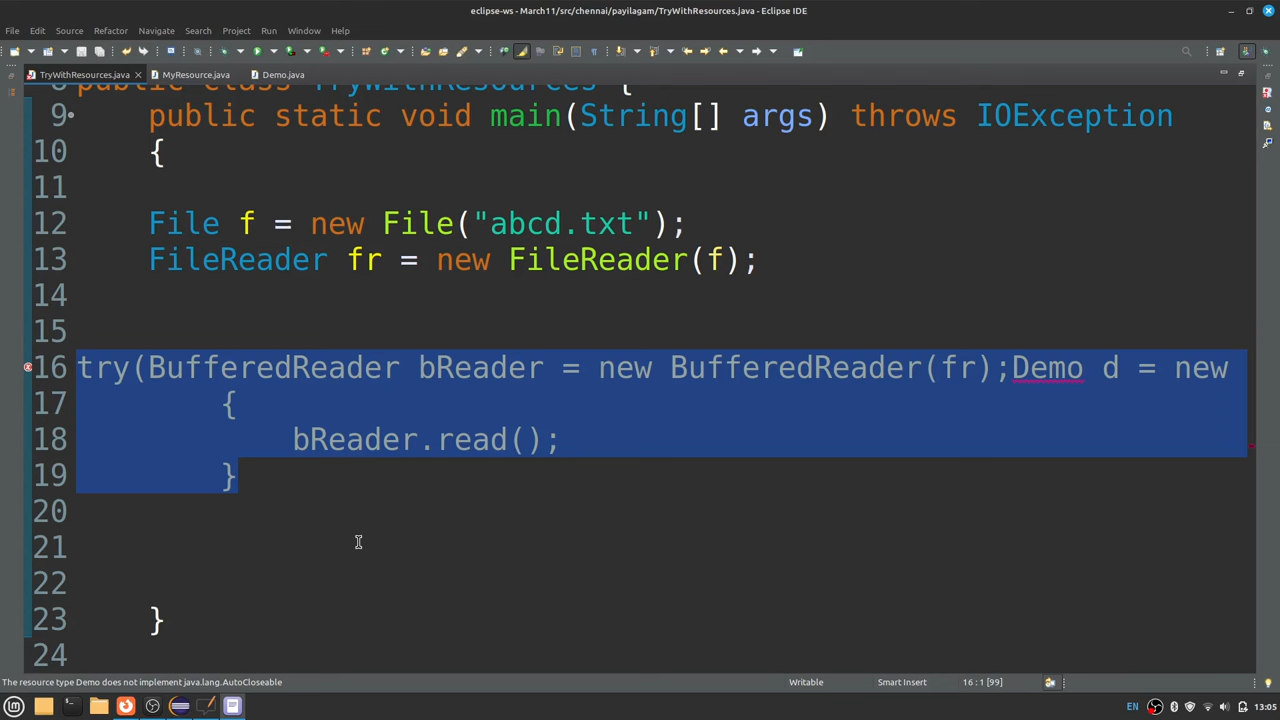 eclipse-ws - March11/src/chennai/payilagam/TryWithResources.java - Eclipse IDE
File Edit Source Refactor Navigate Search Project Run Window Help
TryWithResources.java MyResource.java Demo.java
8 public class TryWithResources {
9 public static void main(String[] args) throws IOException
10 {
11
12 File f = new File("abcd.txt");
13 FileReader fr = new FileReader(f);
14
15
16 try(BufferedReader bReader = new BufferedReader(fr);Demo d = new
17 {
18 bReader.read();
19 }
20
21
22
23 }
24
The resource type Demo does not implement java.lang.AutoCloseable Writable Smart Insert 16 : 1 [99]
EN 13:05